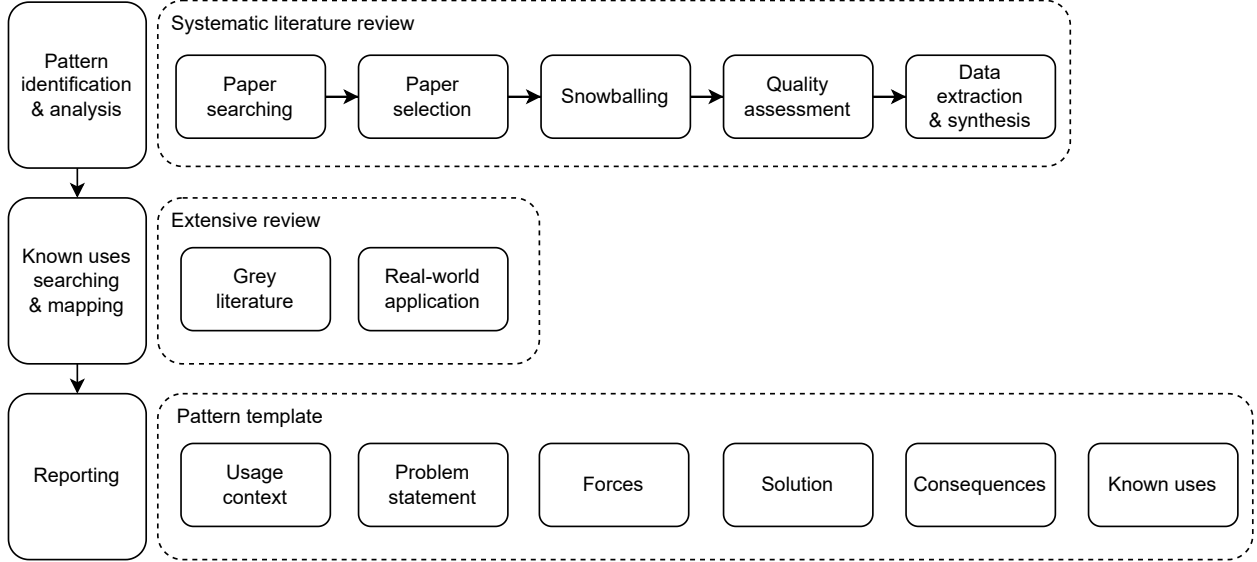 Pattern
identification
& analysis
Systematic literature review
Paper
searching
Paper
selection
Snowballing
Quality
assessment
Data
extraction
& synthesis
Known uses
searching
& mapping
Extensive review
Grey
literature
Real-world
application
Reporting
Pattern template
Usage
context
Problem
statement
Forces
Solution
Consequences
Known uses